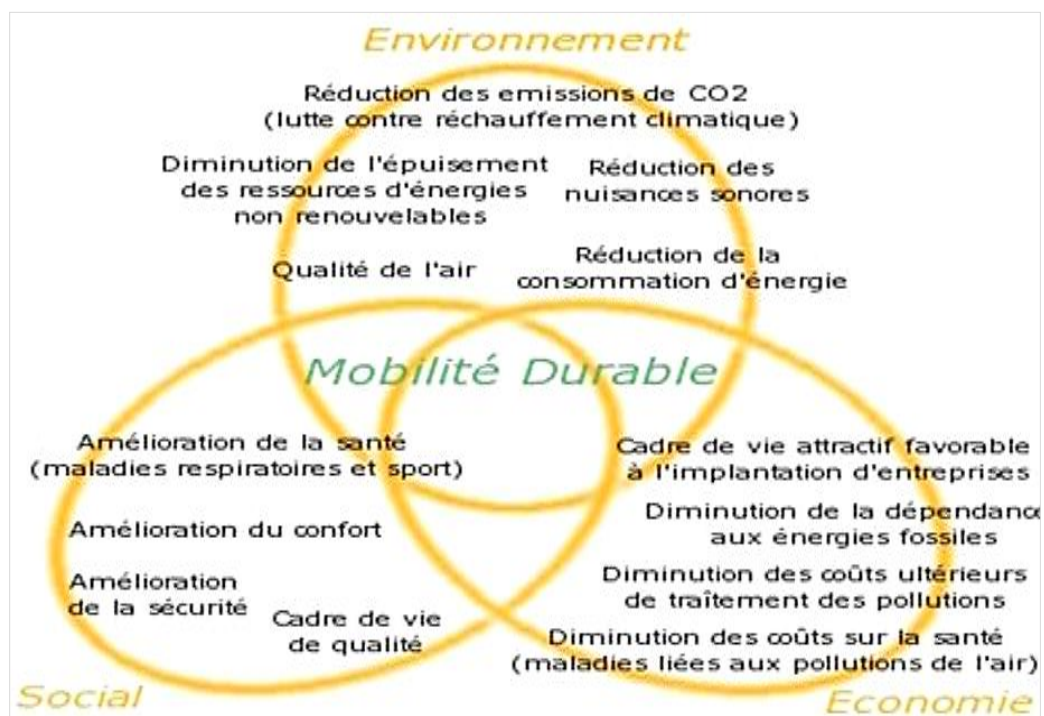 Environnement
Réduction des emissions de CO2
(lutte contre réchauffement climatique)
Diminution de l'épuisement
des ressources d'énergies
non renouvelables
Réduction des
nuisances sonores
Qualité de l'air
Réduction de la
consommation d'énergie
Mobilité Durable
Amélioration de la santé
(maladies respiratoires et sport)
Amélioration du confort
Amélioration
de la sécurité
Cadre de vie
de qualité
Cadre de vie attractif favorable
à l'implantation d'entreprises
Diminution de la dépendance
aux énergies fossiles
Diminution des coûts ultérieurs
de traîtement des pollutions
Diminution des coûts sur la santé
(maladies liées aux pollutions de l'air)
Social
Economie